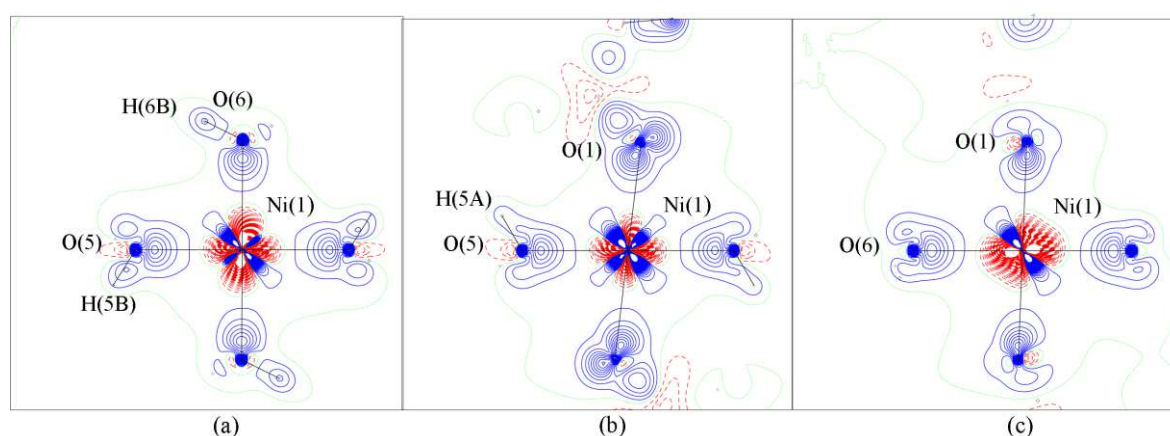 H(6B)
O(6)
Ni(1)
O(5)
H(5B)
(a)
O(1)
H(5A)
Ni(1)
O(5)
(b)
O(1)
Ni(1)
O(6)
(c)